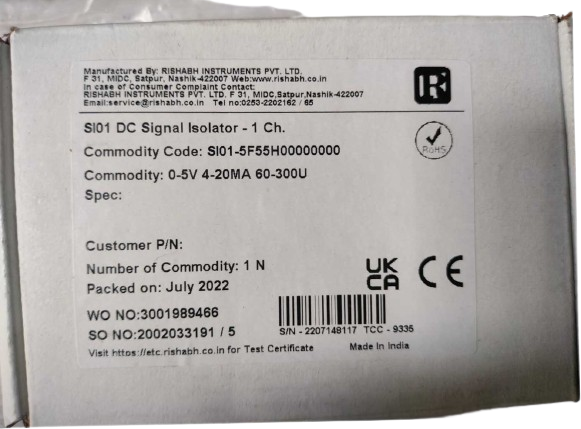 Manufactured By: RISHABH INSTRUMENTS PVT. LTD.
F 31, MIDC, Satpur, Nashik-422007 Web:www.rishabh.co.in
In case of Consumer Complaint Contact:
RISHABH INSTRUMENTS PVT. LTD. F 31, MIDC,Satpur,Nashik-422007
Email:service@rishabh.co.in Tel no:0253-2202162 / 65
R
SI01 DC Signal Isolator - 1 Ch.
RoHS
Commodity Code: SI01-5F55H00000000
Commodity: 0-5V 4-20MA 60-300U
Spec:
Customer P/N:
Number of Commodity: 1 N
Packed on: July 2022
UK
CA
CE
WO NO:3001989466
SO NO:2002033191 / 5
S/N - 2207148117 TCC - 9335
Visit https://etc.rishabh.co.in for Test Certificate
Made In India